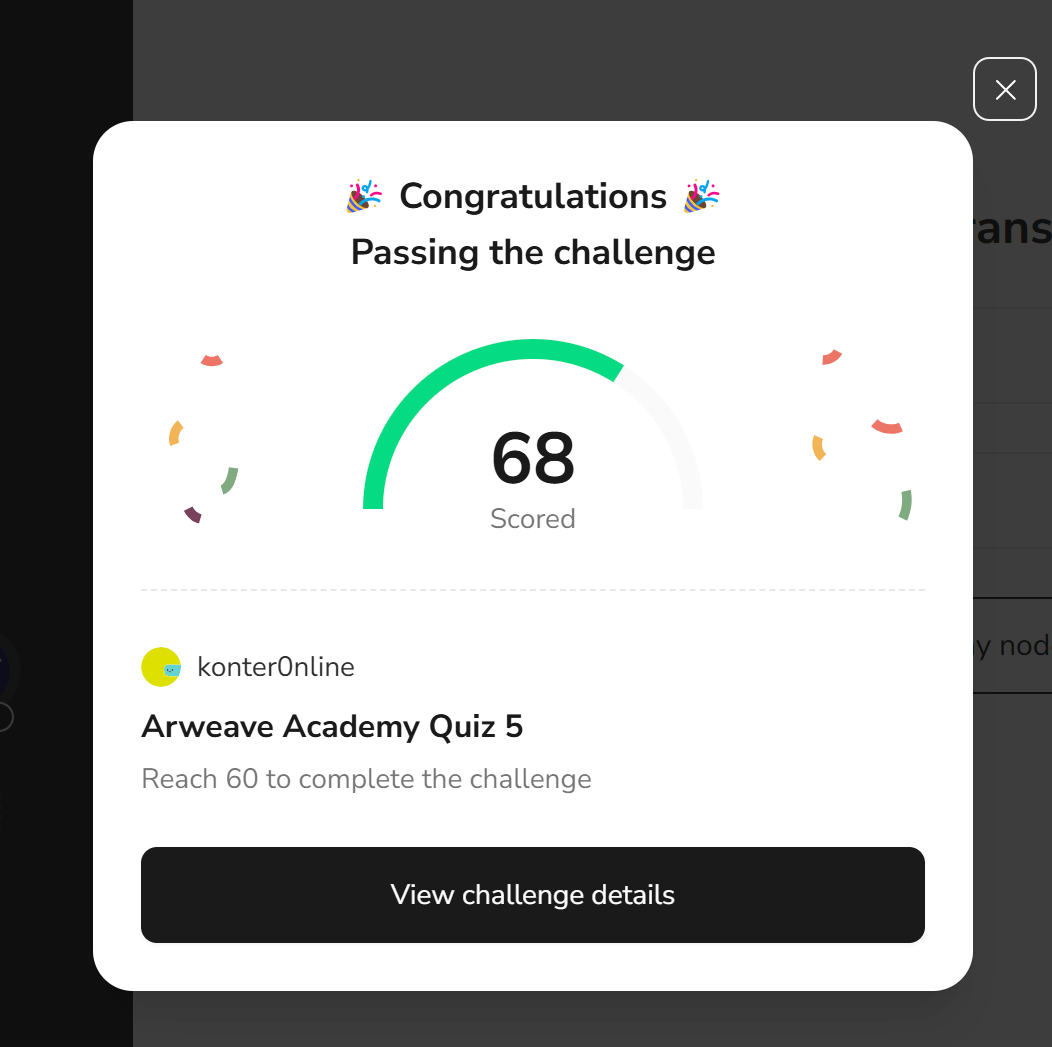 🎉 Congratulations 🎉
Passing the challenge
rans
68
Scored
y nod
konter0nline
Arweave Academy Quiz 5
Reach 60 to complete the challenge
View challenge details